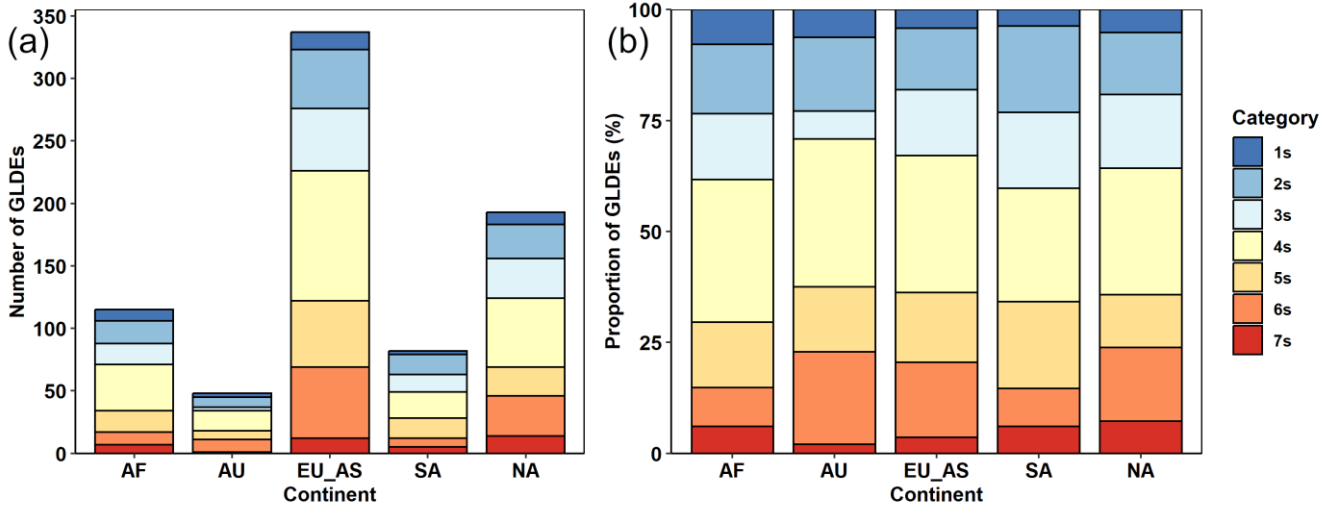 (a)
Number of GLDEs
350
300
250
200
150
100
50
0
AF AU EU_AS SA NA
Continent
(b)
Proportion of GLDEs (%)
100
75
50
25
0
AF AU EU_AS SA NA
Continent
Category
1s
2s
3s
4s
5s
6s
7s